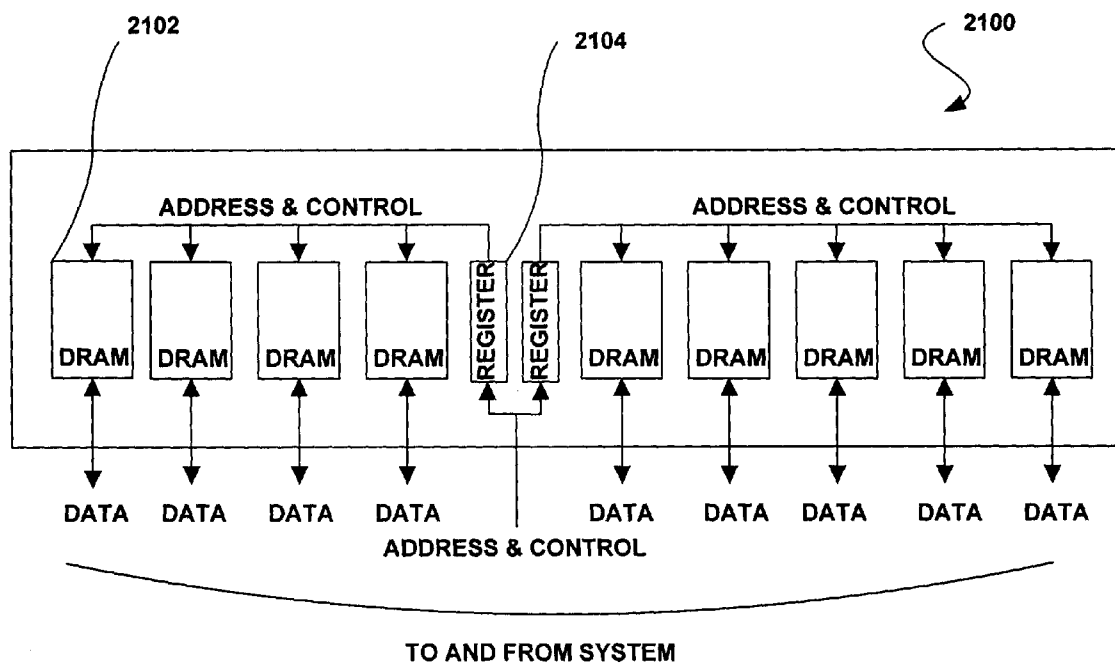 2102
2104
2100
ADDRESS & CONTROL
ADDRESS & CONTROL
DRAM
DRAM
DRAM
DRAM
REGISTER
REGISTER
DRAM
DRAM
DRAM
DRAM
DRAM
DATA
DATA
DATA
DATA
DATA
DATA
DATA
DATA
DATA
ADDRESS & CONTROL
TO AND FROM SYSTEM